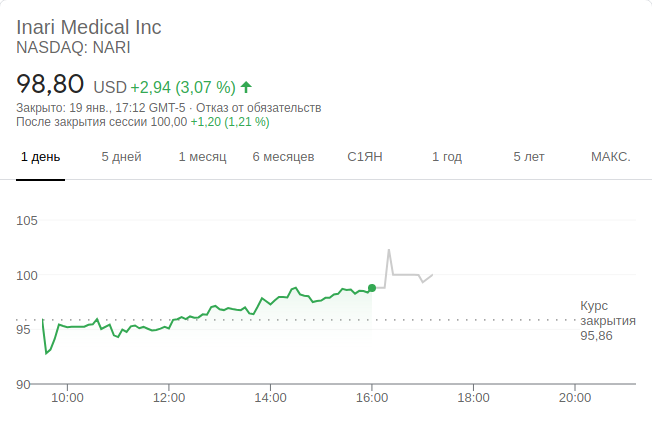 Inari Medical Inc
NASDAQ: NARI
98,80 USD +2,94 (3,07 %)
Закрыто: 19 янв., 17:12 GMT-5 · Отказ от обязательств
После закрытия сессии 100,00 +1,20 (1,21 %)
1 день 5 дней 1 месяц 6 месяцев С1ЯН 1 год 5 лет МАКС.
105
100
Курс
закрытия
95,86
95
90
10:00 12:00 14:00 16:00 18:00 20:00